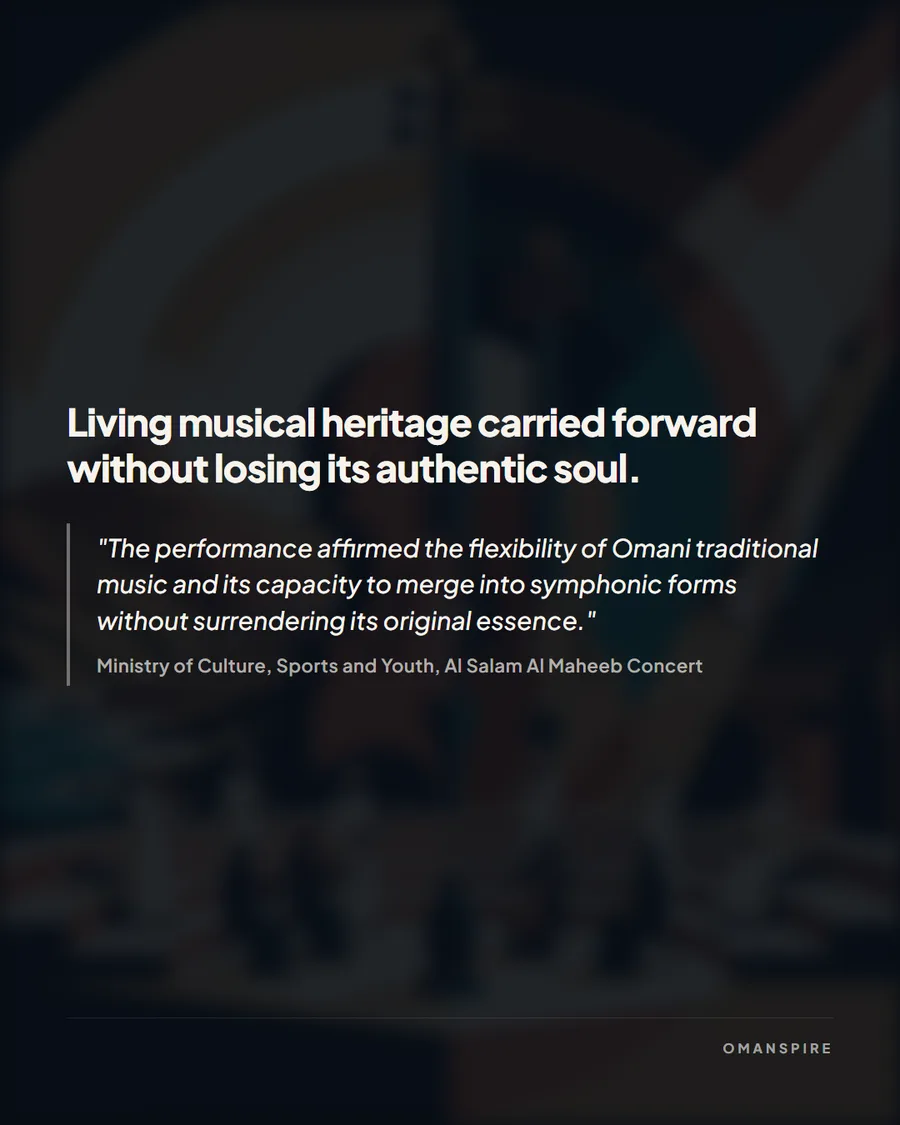 Living musical heritage carried forward
without losing its authentic soul.
"The performance affirmed the flexibility of Omani traditional
music and its capacity to merge into symphonic forms
without surrendering its original essence."
Ministry of Culture, Sports and Youth, Al Salam Al Maheeb Concert
OMANSPIRE